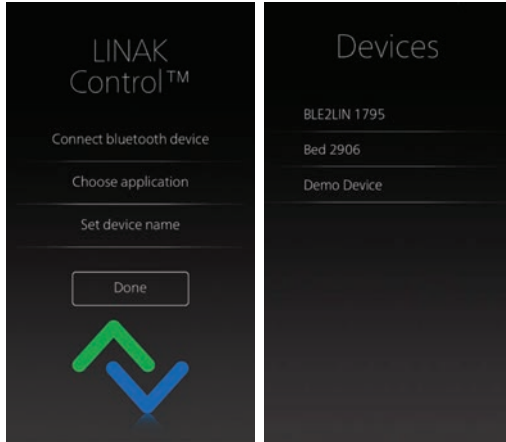 LINAK
Control™
Connect bluetooth device
Choose application
Set device name
Done
Devices
BLE2LIN 1795
Bed 2906
Demo Device